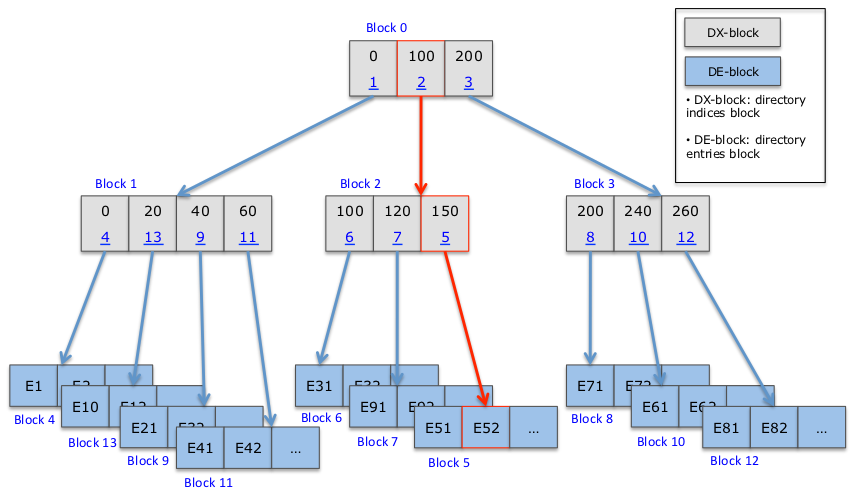 Block 0
0 100 200
1 2 3
DX-block
DE-block
• DX-block: directory
indices block
• DE-block: directory
entries block
Block 1
0 20 40 60
4 13 9 11
Block 2
100 120 150
6 7 5
Block 3
200 240 260
8 10 12
E1
Block 4
E10
Block 13
E21
Block 9
E41 E42 ...
Block 11
E31
Block 6
E91
Block 7
E51 E52 ...
Block 5
E71
Block 8
E61
Block 10
E81 E82 ...
Block 12